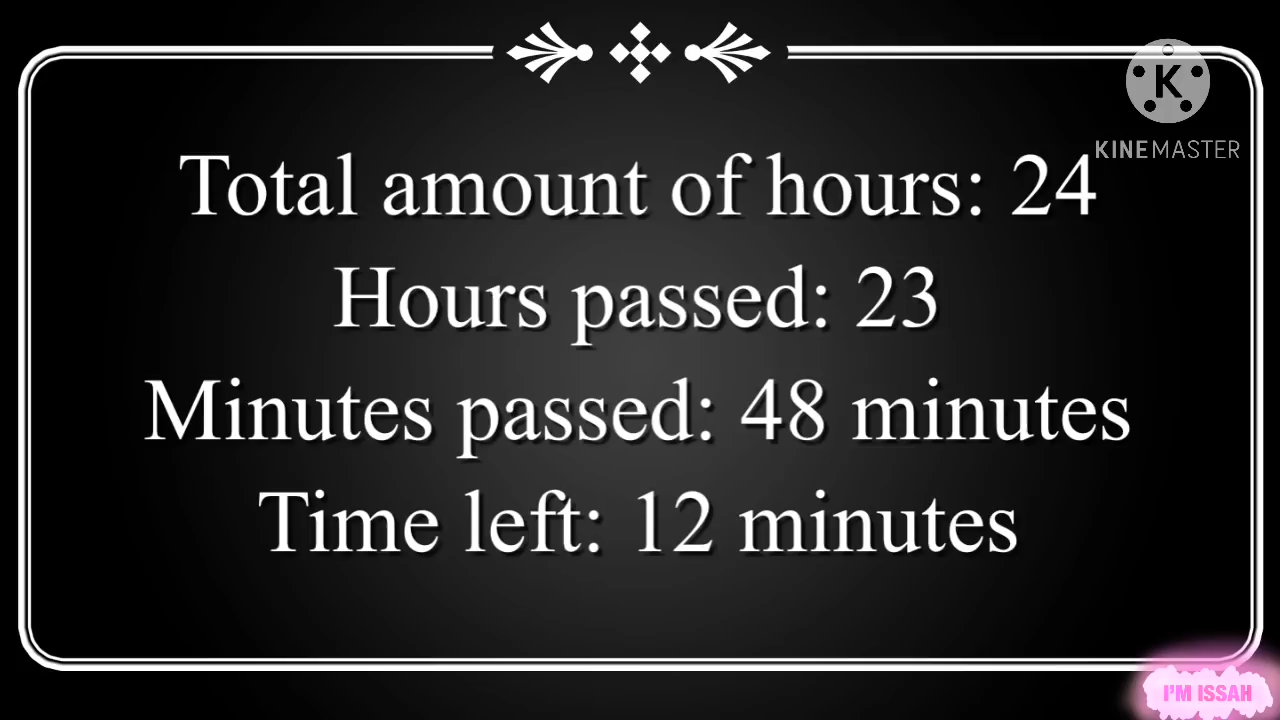 K
KINEMASTER
Total amount of hours: 24
Hours passed: 23
Minutes passed: 48 minutes
Time left: 12 minutes
I'M ISSAH